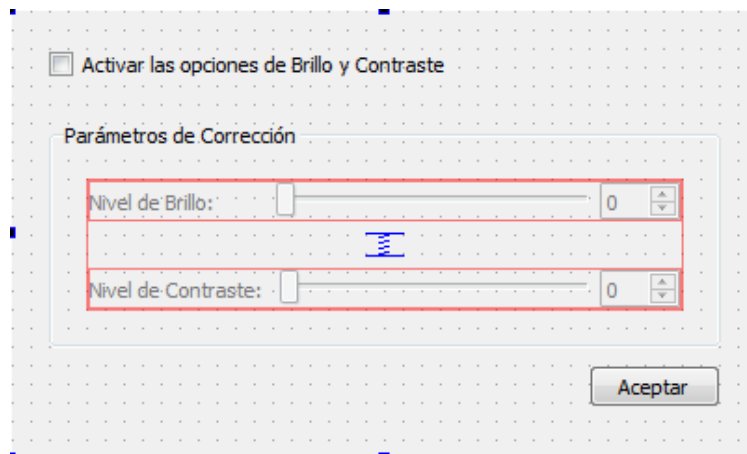 Activar las opciones de Brillo y Contraste
Parámetros de Corrección
Nivel de Brillo: 0
Nivel de Contraste: 0
Aceptar